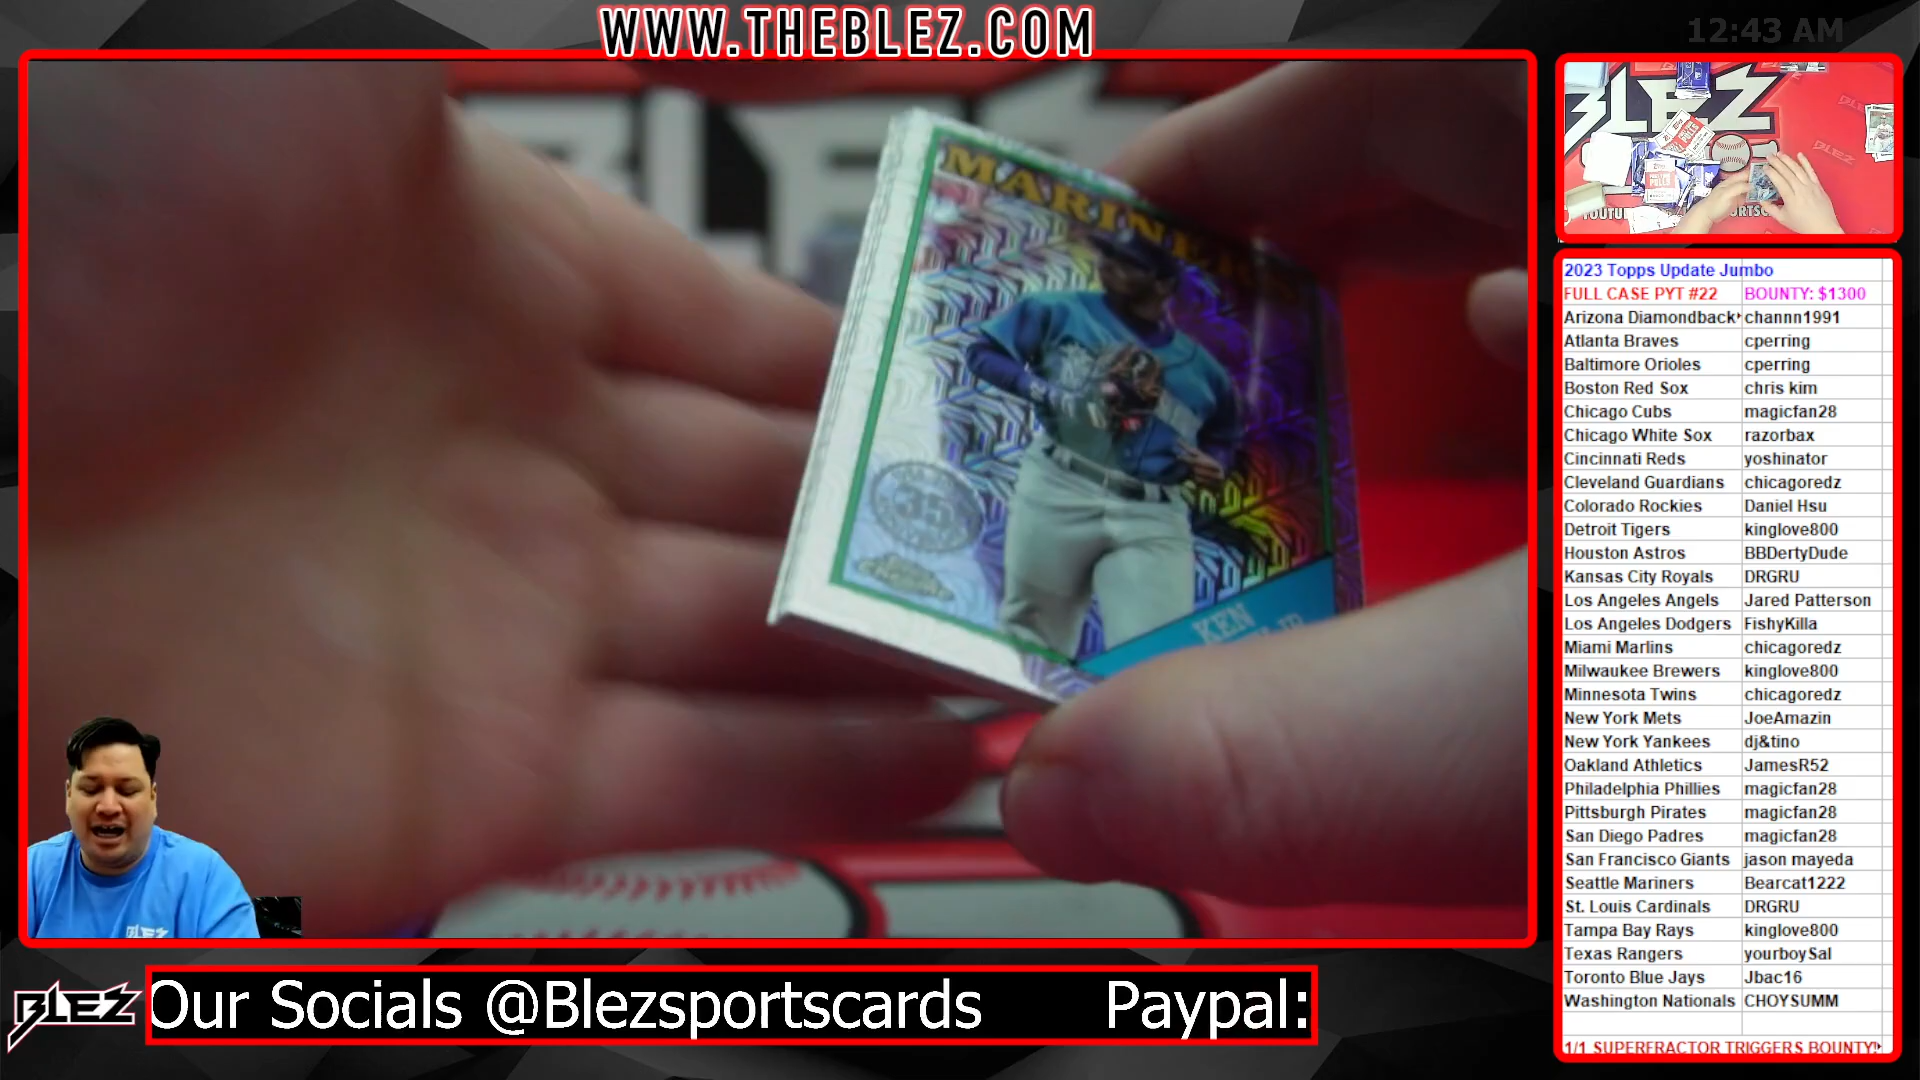 WWW.THEBLEZ.COM
12:43 AM
MARINERS
35
Chrome
KEN
BLEZ
2023 Topps Update Jumbo
FULL CASE PYT #22 BOUNTY: $1300
Arizona Diamondback channn1991
Atlanta Braves cperring
Baltimore Orioles cperring
Boston Red Sox chris kim
Chicago Cubs magicfan28
Chicago White Sox razorbax
Cincinnati Reds yoshinator
Cleveland Guardians chicagoredz
Colorado Rockies Daniel Hsu
Detroit Tigers kinglove800
Houston Astros BBDertyDude
Kansas City Royals DRGRU
Los Angeles Angels Jared Patterson
Los Angeles Dodgers FishyKilla
Miami Marlins chicagoredz
Milwaukee Brewers kinglove800
Minnesota Twins chicagoredz
New York Mets JoeAmazin
New York Yankees dj&tino
Oakland Athletics JamesR52
Philadelphia Phillies magicfan28
Pittsburgh Pirates magicfan28
San Diego Padres magicfan28
San Francisco Giants jason mayeda
Seattle Mariners Bearcat1222
St. Louis Cardinals DRGRU
Tampa Bay Rays kinglove800
Texas Rangers yourboySal
Toronto Blue Jays Jbac16
Washington Nationals CHOYSUMM
1/1 SUPERFRACTOR TRIGGERS BOUNTY!
BLEZ
Our Socials @Blezsportscards Paypal: